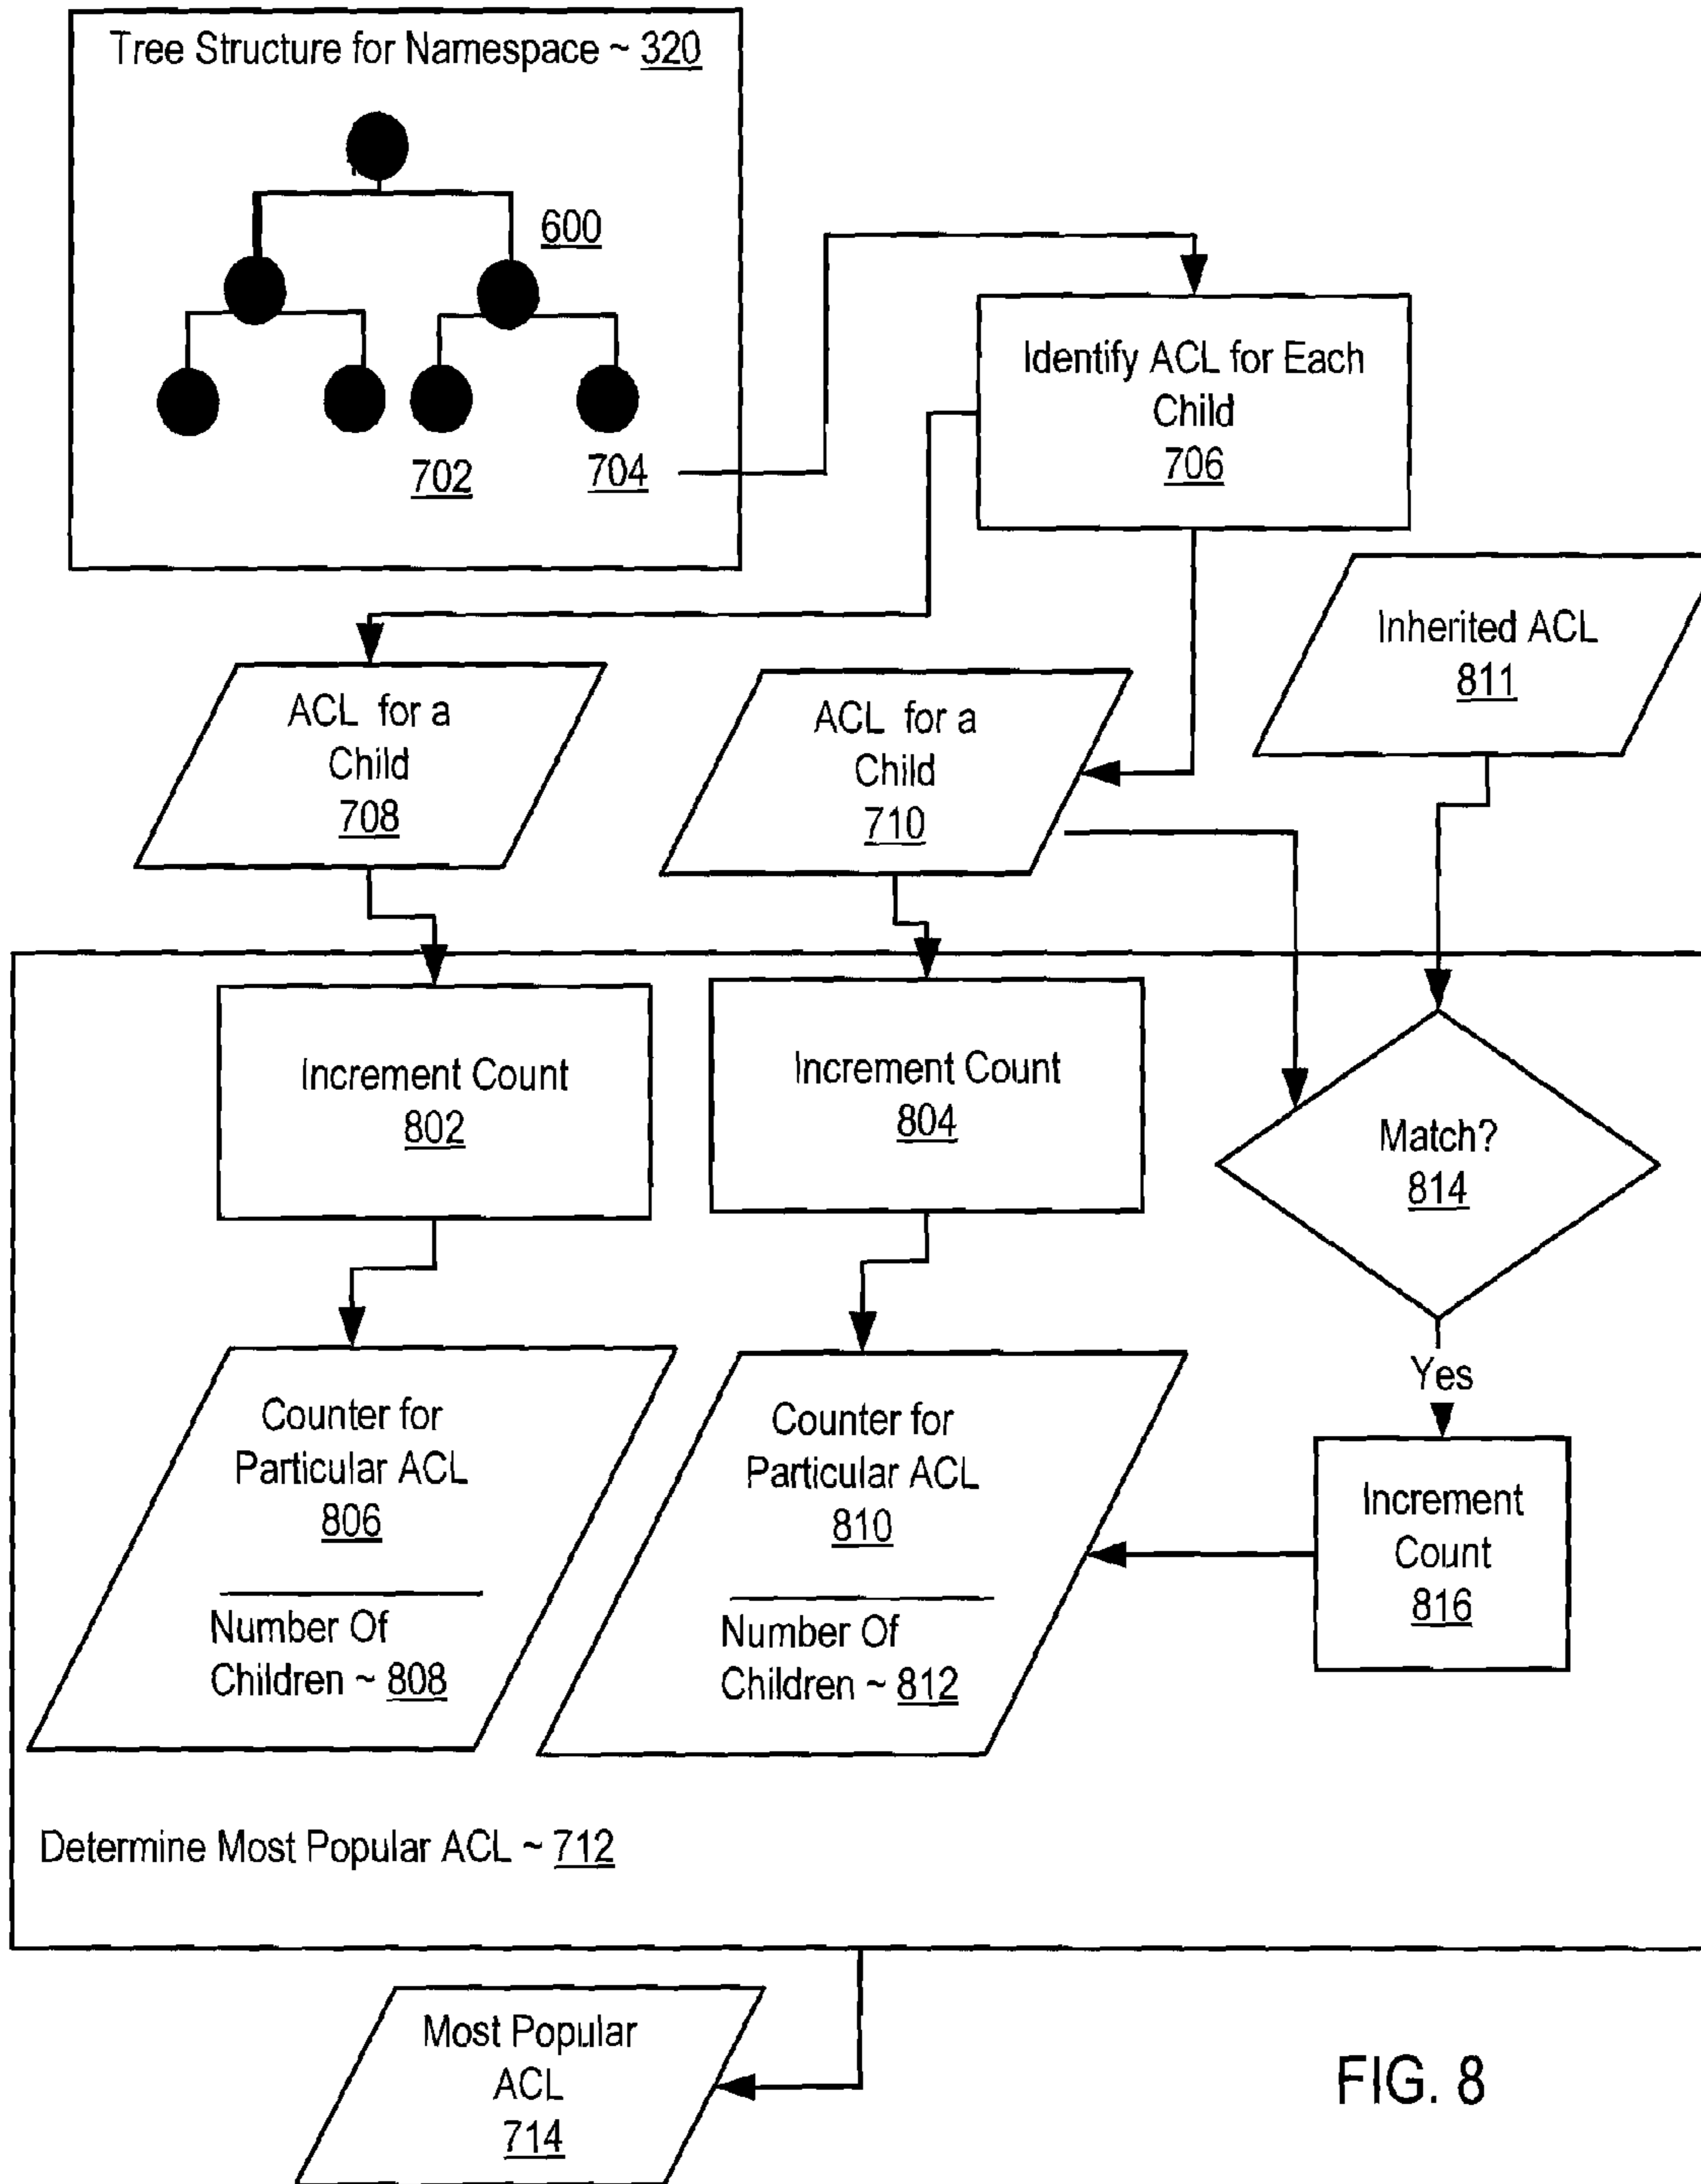 Tree Structure for Namespace ~ 320
600
702
704
Identify ACL for Each
Child
706
Inherited ACL
811
ACL for a
Child
708
ACL for a
Child
710
Increment Count
802
Increment Count
804
Match?
814
Yes
Counter for
Particular ACL
806
Number Of
Children ~ 808
Counter for
Particular ACL
810
Number Of
Children ~ 812
Increment
Count
816
Determine Most Popular ACL ~ 712
Most Popular
ACL
714
FIG. 8